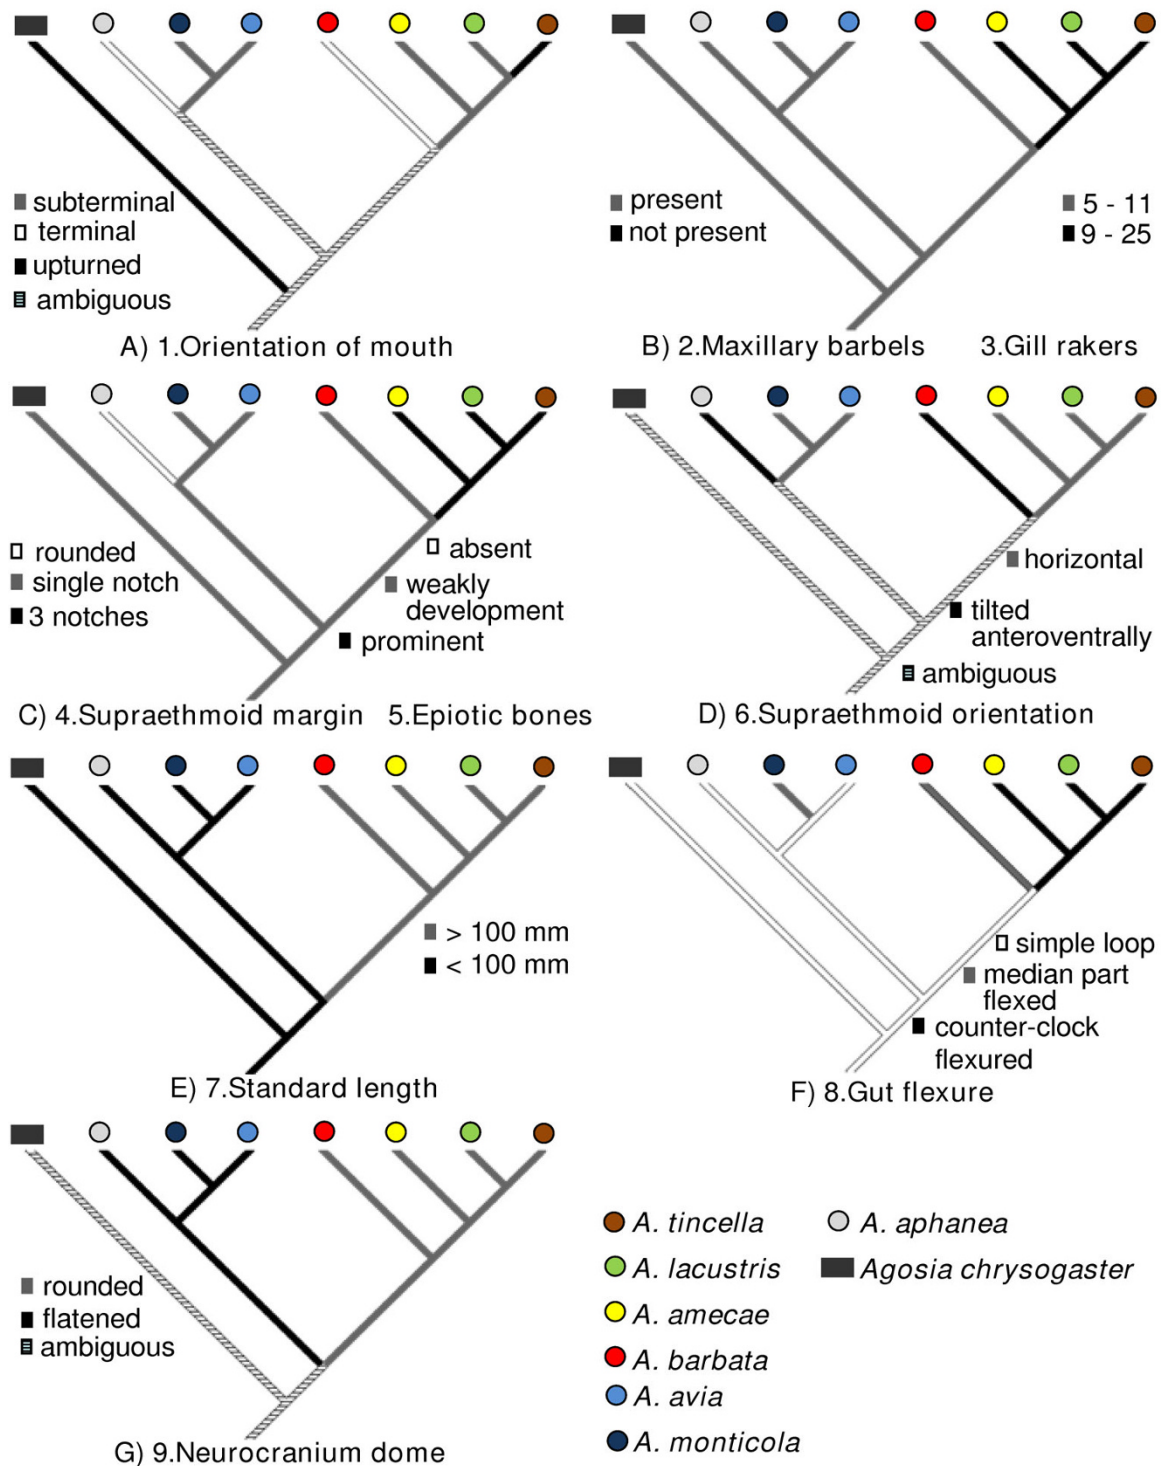 subterminal
terminal
upturned
ambiguous
A) 1.Orientation of mouth
present
not present
5 - 11
9 - 25
B) 2.Maxillary barbels 3.Gill rakers
rounded
single notch
3 notches
absent
weakly
development
prominent
C) 4.Supraethmoid margin 5.Epiotic bones
horizontal
tilted
anteroventrally
ambiguous
D) 6.Supraethmoid orientation
> 100 mm
< 100 mm
E) 7.Standard length
simple loop
median part
flexed
counter-clock
flexured
F) 8.Gut flexure
rounded
flatened
ambiguous
G) 9.Neurocranium dome
A. tincella
A. lacustris
A. amecae
A. barbata
A. avia
A. monticola
A. aphanea
Agosia chrysogaster